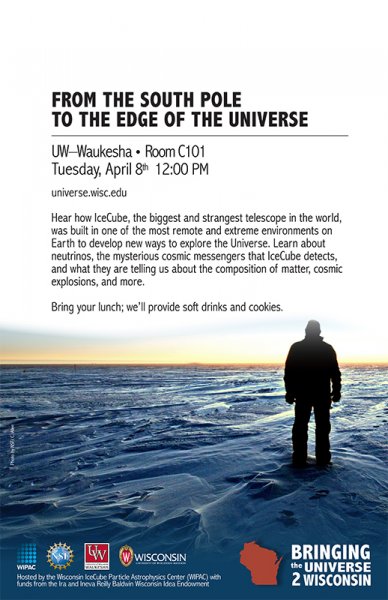 FROM THE SOUTH POLE
TO THE EDGE OF THE UNIVERSE
UW–Waukesha • Room C101
Tuesday, April 8th 12:00 PM
universe.wisc.edu
Hear how IceCube, the biggest and strangest telescope in the world,
was built in one of the most remote and extreme environments on
Earth to develop new ways to explore the Universe. Learn about
neutrinos, the mysterious cosmic messengers that IceCube detects,
and what they are telling us about the composition of matter, cosmic
explosions, and more.
Bring your lunch; we'll provide soft drinks and cookies.
WIPAC
NSF
UW
WAUKESHA
WISCONSIN
Hosted by the Wisconsin IceCube Particle Astrophysics Center (WIPAC) with
funds from the Ira and Ineva Reilly Baldwin Wisconsin Idea Endowment
BRINGING
the UNIVERSE
2 WISCONSIN